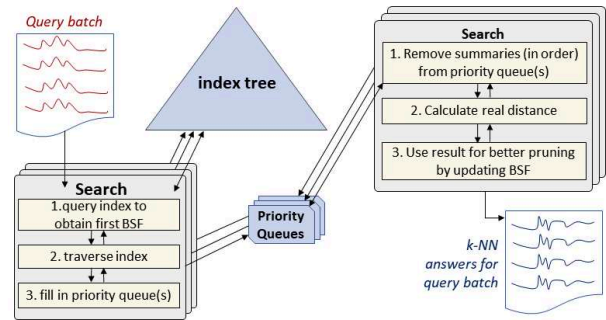 Query batch
index tree
Search
1.query index to
obtain first BSF
2. traverse index
3. fill in priority queue(s)
Priority
Queues
Search
1. Remove summaries (in order)
from priority queue(s)
2. Calculate real distance
3. Use result for better pruning
by updating BSF
k-NN
answers for
query batch